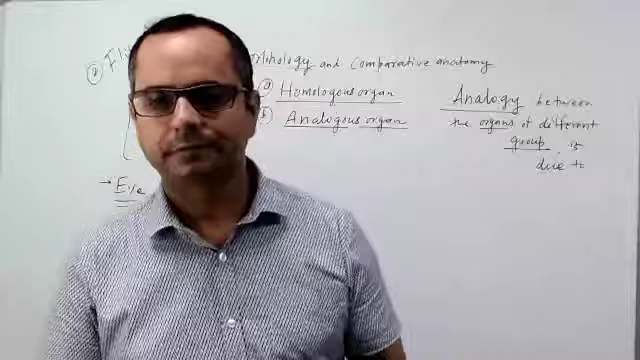 morphology and comparative anatomy
(a) Homologous organ
(b) Analogous organ
→ Eye
Analogy between
the organs of different
group is
due to